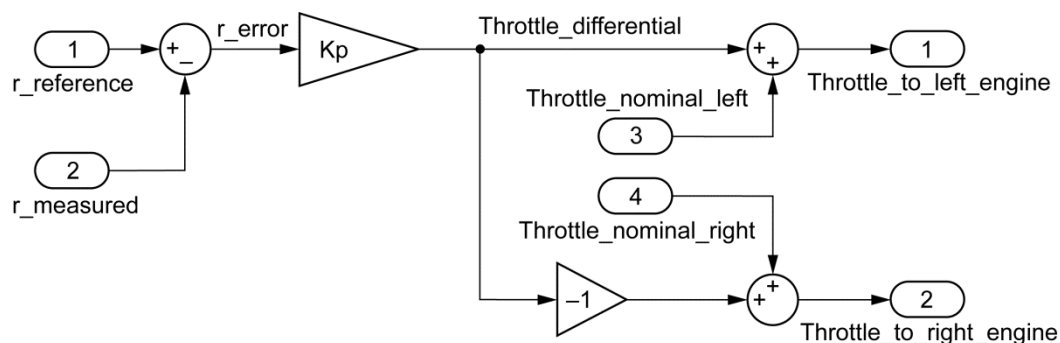 1
r_reference
+
–
r_error
Kp
Throttle_differential
+
+
1
Throttle_to_left_engine
Throttle_nominal_left
3
2
r_measured
4
Throttle_nominal_right
–1
+
+
2
Throttle_to_right_engine